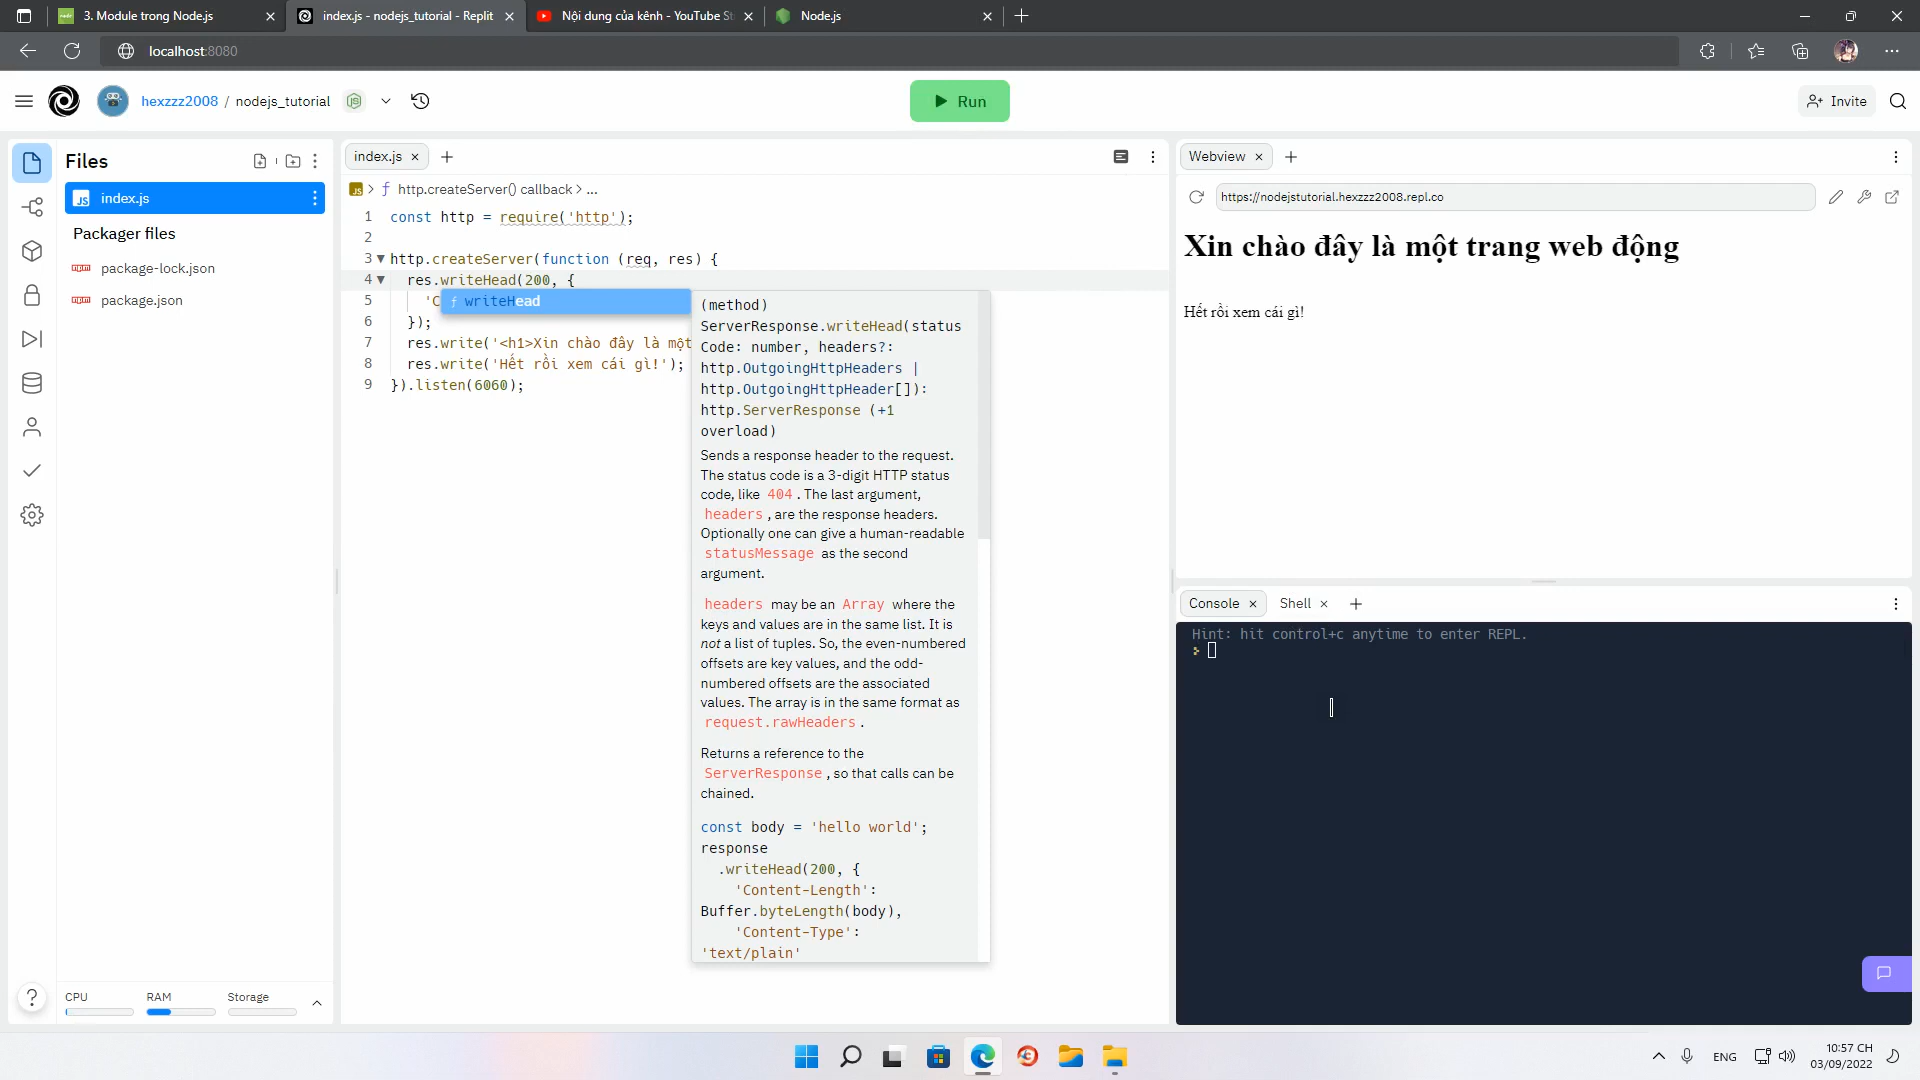 3. Module trong Node.js
index.js - nodejs_tutorial - Replit
Nội dung của kênh - YouTube St
Node.js
localhost:8080
hexzzz2008 / nodejs_tutorial
Run
Invite
Files
index.js
Packager files
package-lock.json
package.json
CPU
RAM
Storage
index.js
http.createServer() callback > ...
1 const http = require('http');
2
3 http.createServer(function (req, res) {
4 res.writeHead(200, {
5 'C
writeHead
6 });
7 res.write('<h1>Xin chào đây là một
8 res.write('Hết rồi xem cái gì!');
9 }).listen(6060);
(method)
ServerResponse.writeHead(status
Code: number, headers?:
http.OutgoingHttpHeaders |
http.OutgoingHttpHeader[]):
http.ServerResponse (+1
overload)
Sends a response header to the request.
The status code is a 3-digit HTTP status
code, like 404 . The last argument,
headers , are the response headers.
Optionally one can give a human-readable
statusMessage as the second
argument.
headers may be an Array where the
keys and values are in the same list. It is
not a list of tuples. So, the even-numbered
offsets are key values, and the odd-
numbered offsets are the associated
values. The array is in the same format as
request.rawHeaders .
Returns a reference to the
ServerResponse , so that calls can be
chained.
const body = 'hello world';
response
.writeHead(200, {
'Content-Length':
Buffer.byteLength(body),
'Content-Type':
'text/plain'
Webview
https://nodejstutorial.hexzzz2008.repl.co
Xin chào đây là một trang web động
Hết rồi xem cái gì!
Console
Shell
Hint: hit control+c anytime to enter REPL.
ENG
10:57 CH
03/09/2022